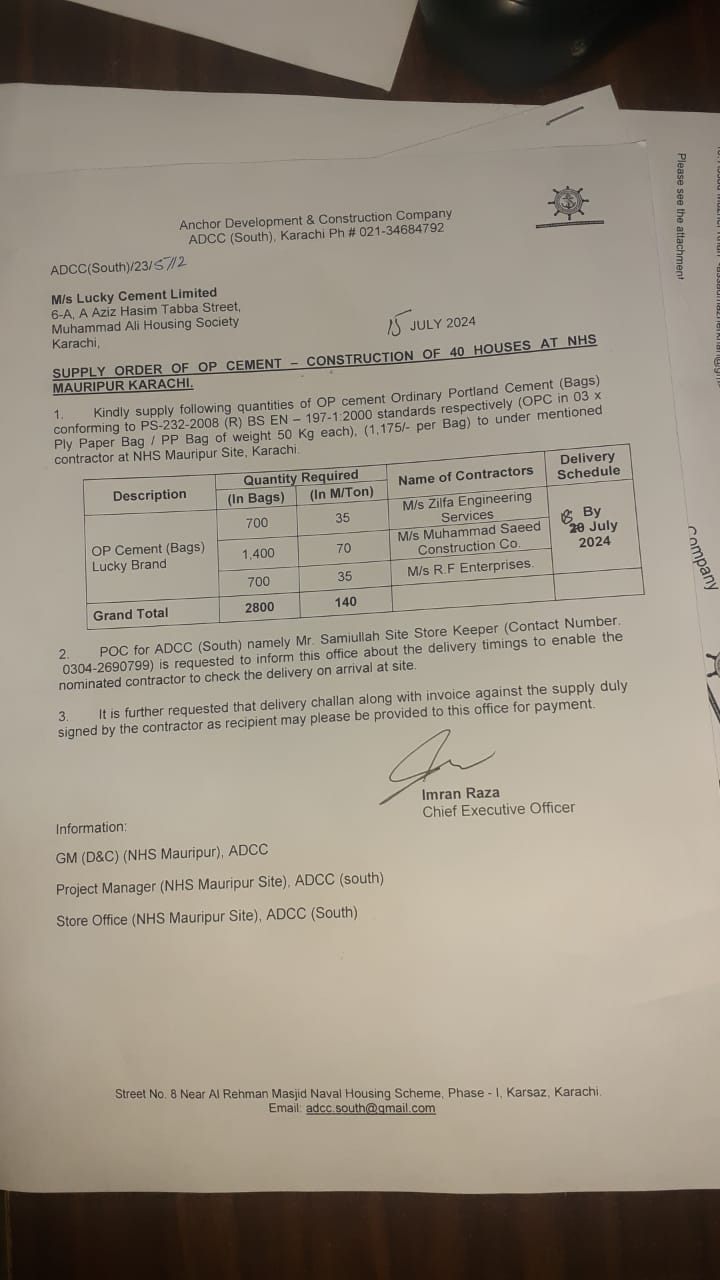 Please see the attachment
Company
Anchor Development & Construction Company
ADCC (South), Karachi Ph # 021-34684792
ADCC(South)/23/5712
M/s Lucky Cement Limited
6-A, A Aziz Hasim Tabba Street,
Muhammad Ali Housing Society
Karachi,
15 JULY 2024
SUPPLY ORDER OF OP CEMENT – CONSTRUCTION OF 40 HOUSES AT NHS
MAURIPUR KARACHI.
1. Kindly supply following quantities of OP cement Ordinary Portland Cement (Bags)
conforming to PS-232-2008 (R) BS EN – 197-1:2000 standards respectively (OPC in 03 x
Ply Paper Bag / PP Bag of weight 50 Kg each), (1,175/- per Bag) to under mentioned
contractor at NHS Mauripur Site, Karachi.
Description Quantity Required Name of Contractors Delivery
Schedule
(In Bags) (In M/Ton)
OP Cement (Bags)
Lucky Brand
700 35 M/s Zilfa Engineering
Services
1,400 70 M/s Muhammad Saeed
Construction Co.
700 35 M/s R.F Enterprises.
18 By
20 July
2024
Grand Total 2800 140
2. POC for ADCC (South) namely Mr. Samiullah Site Store Keeper (Contact Number.
0304-2690799) is requested to inform this office about the delivery timings to enable the
nominated contractor to check the delivery on arrival at site.
3. It is further requested that delivery challan along with invoice against the supply duly
signed by the contractor as recipient may please be provided to this office for payment.
Imran Raza
Chief Executive Officer
Information:
GM (D&C) (NHS Mauripur), ADCC
Project Manager (NHS Mauripur Site), ADCC (south)
Store Office (NHS Mauripur Site), ADCC (South)
Street No. 8 Near Al Rehman Masjid Naval Housing Scheme, Phase - I, Karsaz, Karachi.
Email: adcc.south@gmail.com